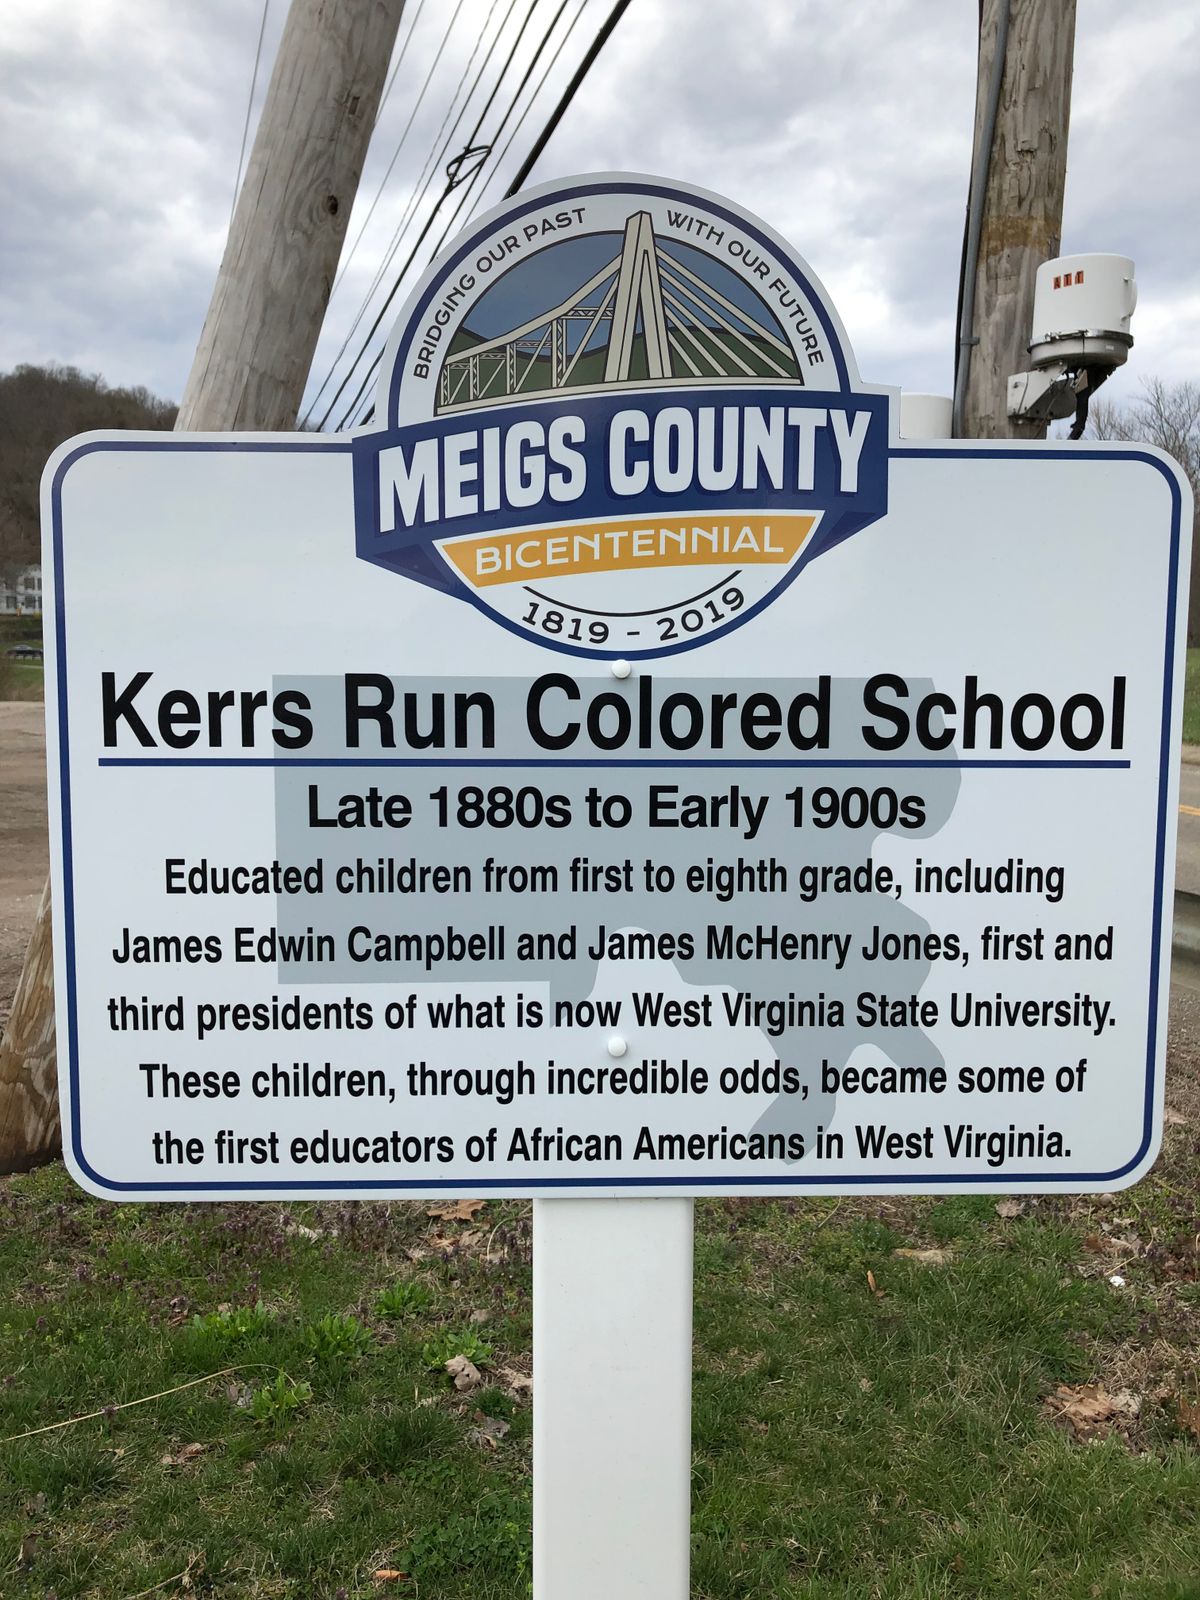 BRIDGING OUR PAST WITH OUR FUTURE
MEIGS COUNTY
BICENTENNIAL
1819 - 2019
ATT
Kerrs Run Colored School
Late 1880s to Early 1900s
Educated children from first to eighth grade, including
James Edwin Campbell and James McHenry Jones, first and
third presidents of what is now West Virginia State University.
These children, through incredible odds, became some of
the first educators of African Americans in West Virginia.